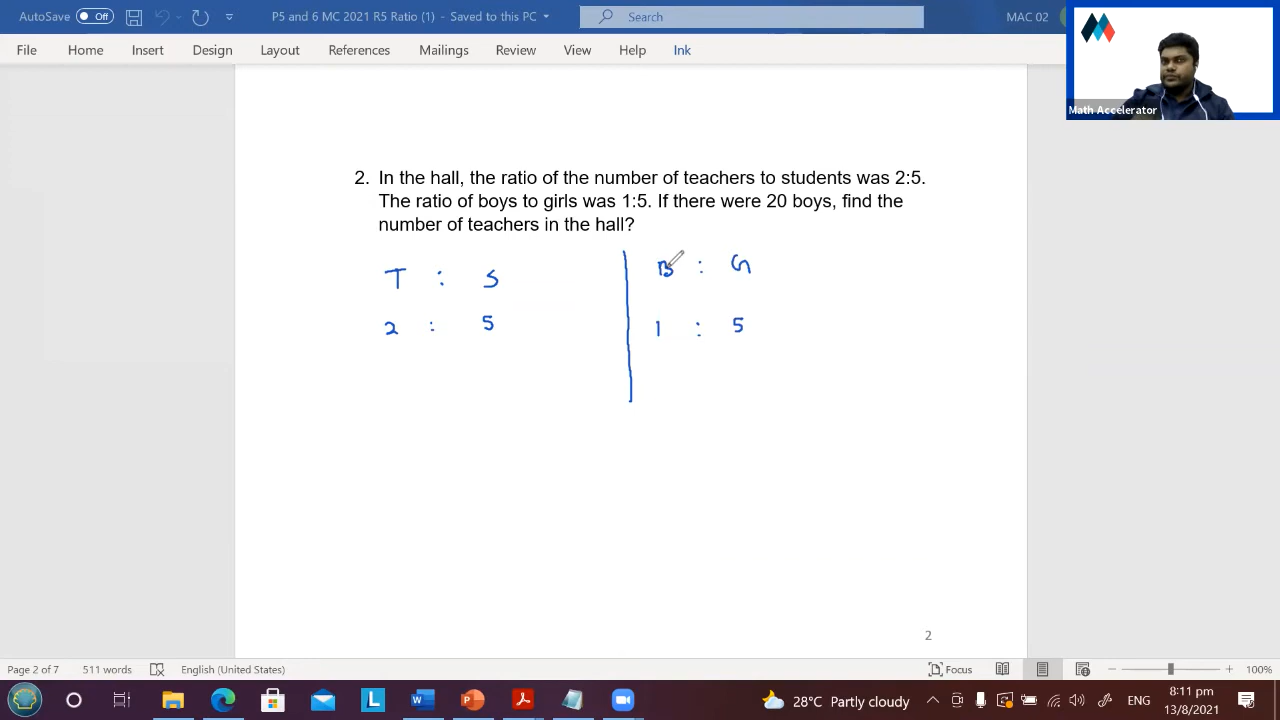 AutoSave Off P5 and 6 MC 2021 R5 Ratio (1) - Saved to this PC Search MAC 02
File Home Insert Design Layout References Mailings Review View Help Ink
Math Accelerator
2. In the hall, the ratio of the number of teachers to students was 2:5.
The ratio of boys to girls was 1:5. If there were 20 boys, find the
number of teachers in the hall?
T : S
2 : 5
B : G
1 : 5
2
Page 2 of 7 511 words English (United States) Focus 100%
28°C Partly cloudy ENG 8:11 pm
13/8/2021